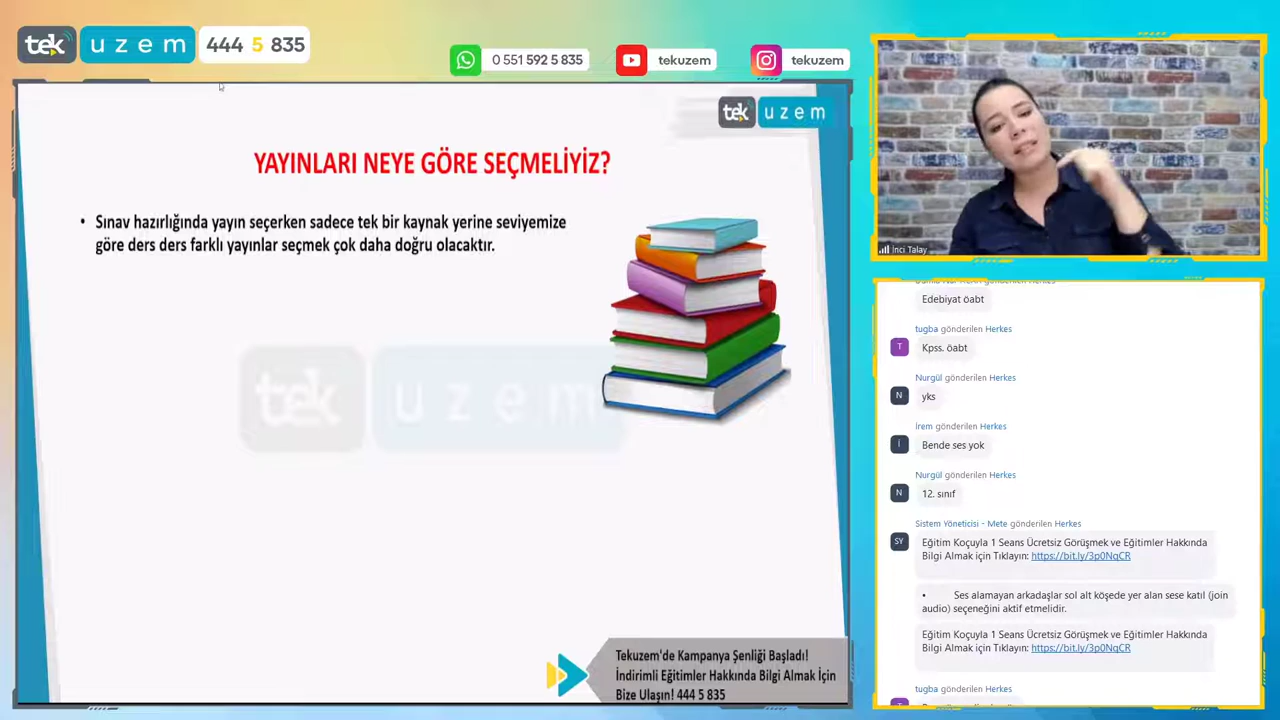 tek uzem 444 5 835
0 551 592 5 835
tekuzem
tekuzem
tek uzem
YAYINLARI NEYE GÖRE SEÇMELİYİZ?
• Sınav hazırlığında yayın seçerken sadece tek bir kaynak yerine seviyemize
göre ders ders farklı yayınlar seçmek çok daha doğru olacaktır.
tek uzem
Tekuzem'de Kampanya Şenliği Başladı!
İndirimli Eğitimler Hakkında Bilgi Almak İçin
Bize Ulaşın! 444 5 835
İnci Talay
gönderilen Herkes
Edebiyat öabt
tugba gönderilen Herkes
T
Kpss. öabt
Nurgül gönderilen Herkes
N
yks
İrem gönderilen Herkes
İ
Bende ses yok
Nurgül gönderilen Herkes
N
12. sınıf
Sistem Yöneticisi - Mete gönderilen Herkes
SY
Eğitim Koçuyla 1 Seans Ücretsiz Görüşmek ve Eğitimler Hakkında
Bilgi Almak için Tıklayın: https://bit.ly/3p0NqCR
• Ses alamayan arkadaşlar sol alt köşede yer alan sese katıl (join
audio) seçeneğini aktif etmelidir.
Eğitim Koçuyla 1 Seans Ücretsiz Görüşmek ve Eğitimler Hakkında
Bilgi Almak için Tıklayın: https://bit.ly/3p0NqCR
tugba gönderilen Herkes
T